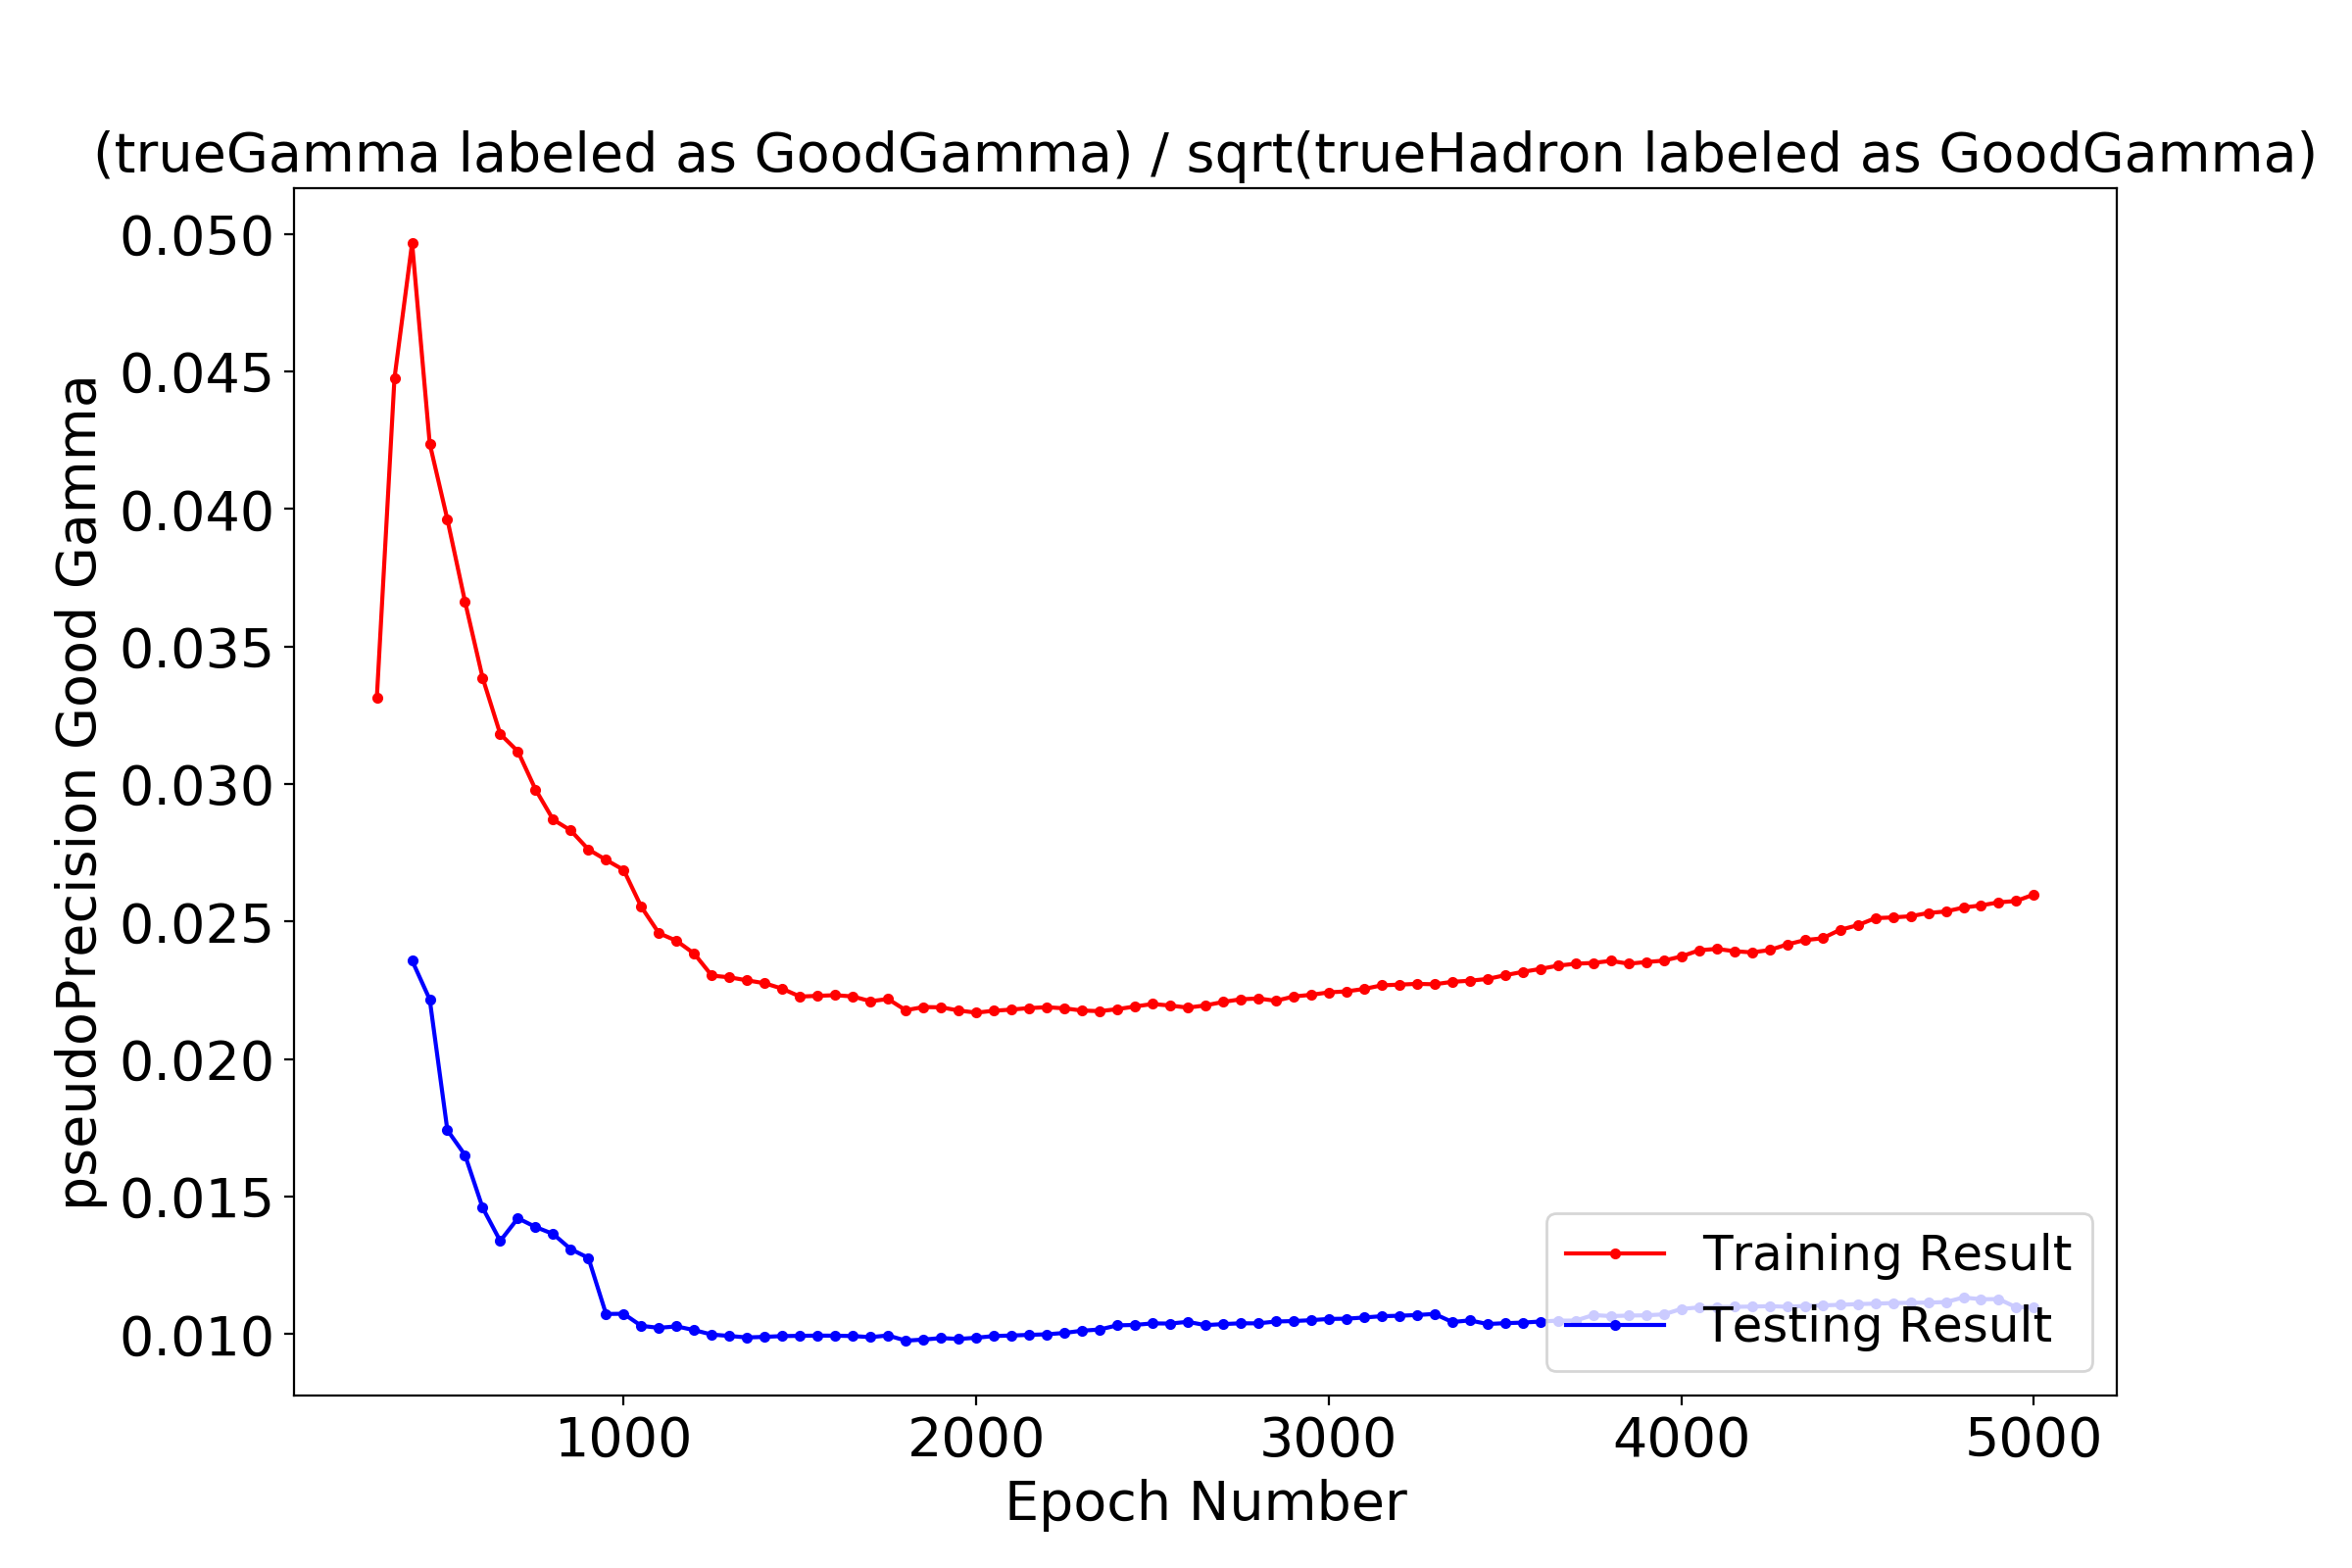 (trueGamma labeled as GoodGamma) / sqrt(trueHadron labeled as GoodGamma)
pseudoPrecision Good Gamma
0.050
0.045
0.040
0.035
0.030
0.025
0.020
0.015
0.010
Training Result
Testing Result
1000 2000 3000 4000 5000
Epoch Number